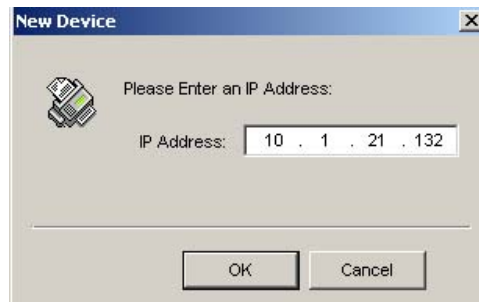 New Device
Please Enter an IP Address:
IP Address: 10 . 1 . 21 . 132
OK Cancel